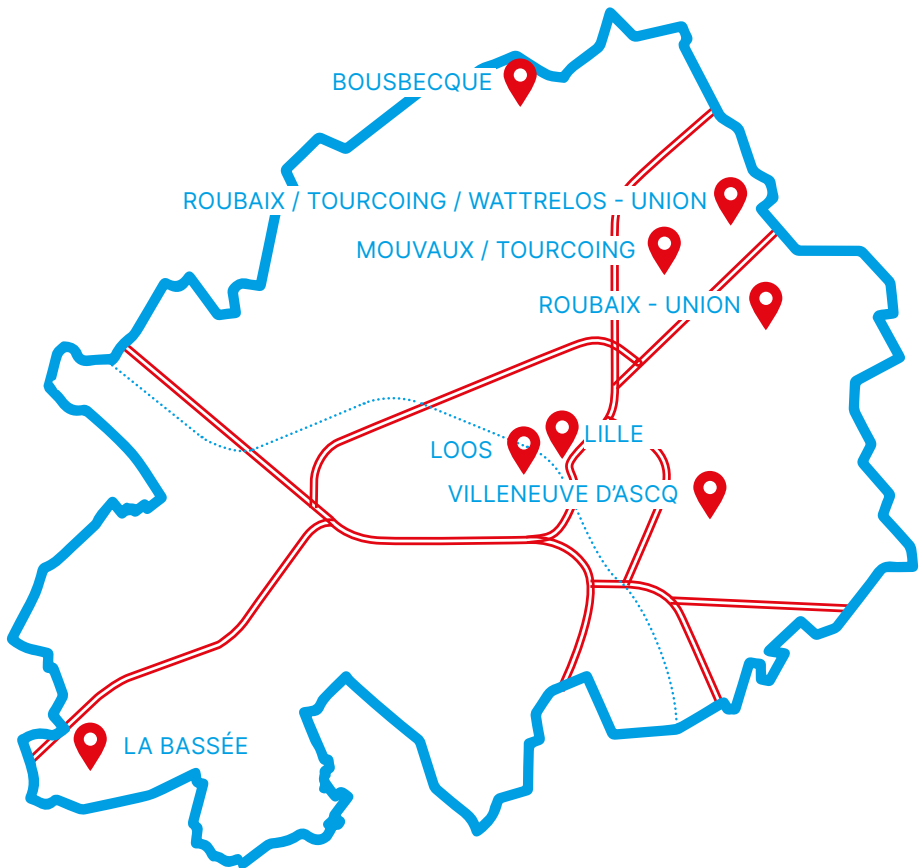 BOUSBECQUE
ROUBAIX / TOURCOING / WATTRELOS - UNION
MOUVAUX / TOURCOING
ROUBAIX - UNION
LILLE
LOOS
VILLENEUVE D'ASCQ
LA BASSÉE